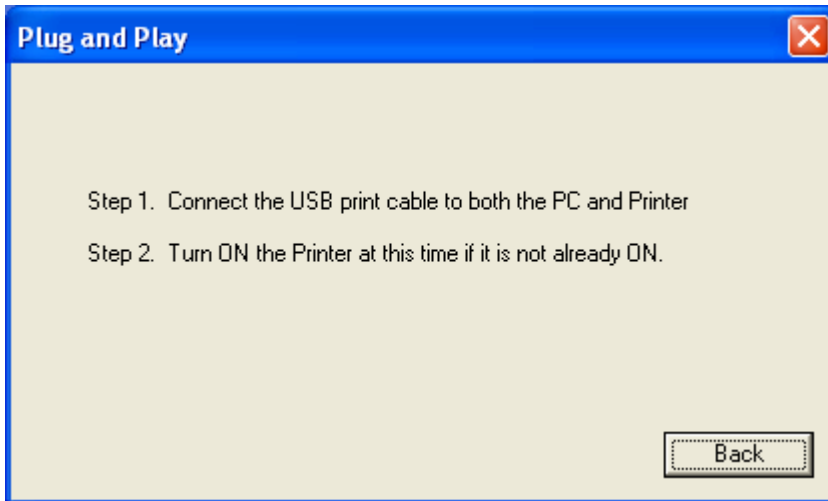 Plug and Play
Step 1. Connect the USB print cable to both the PC and Printer
Step 2. Turn ON the Printer at this time if it is not already ON.
Back